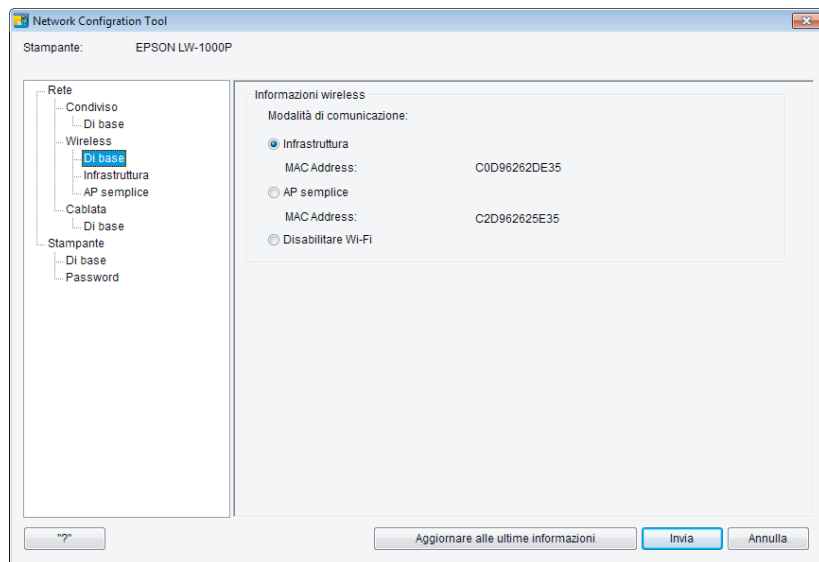 Network Configration Tool
Stampante: EPSON LW-1000P
Rete
Condiviso
Di base
Wireless
Di base
Infrastruttura
AP semplice
Cablata
Di base
Stampante
Di base
Password
Informazioni wireless
Modalità di comunicazione:
Infrastruttura
MAC Address: C0D96262DE35
AP semplice
MAC Address: C2D962625E35
Disabilitare Wi-Fi
"?" Aggiornare alle ultime informazioni Invia Annulla